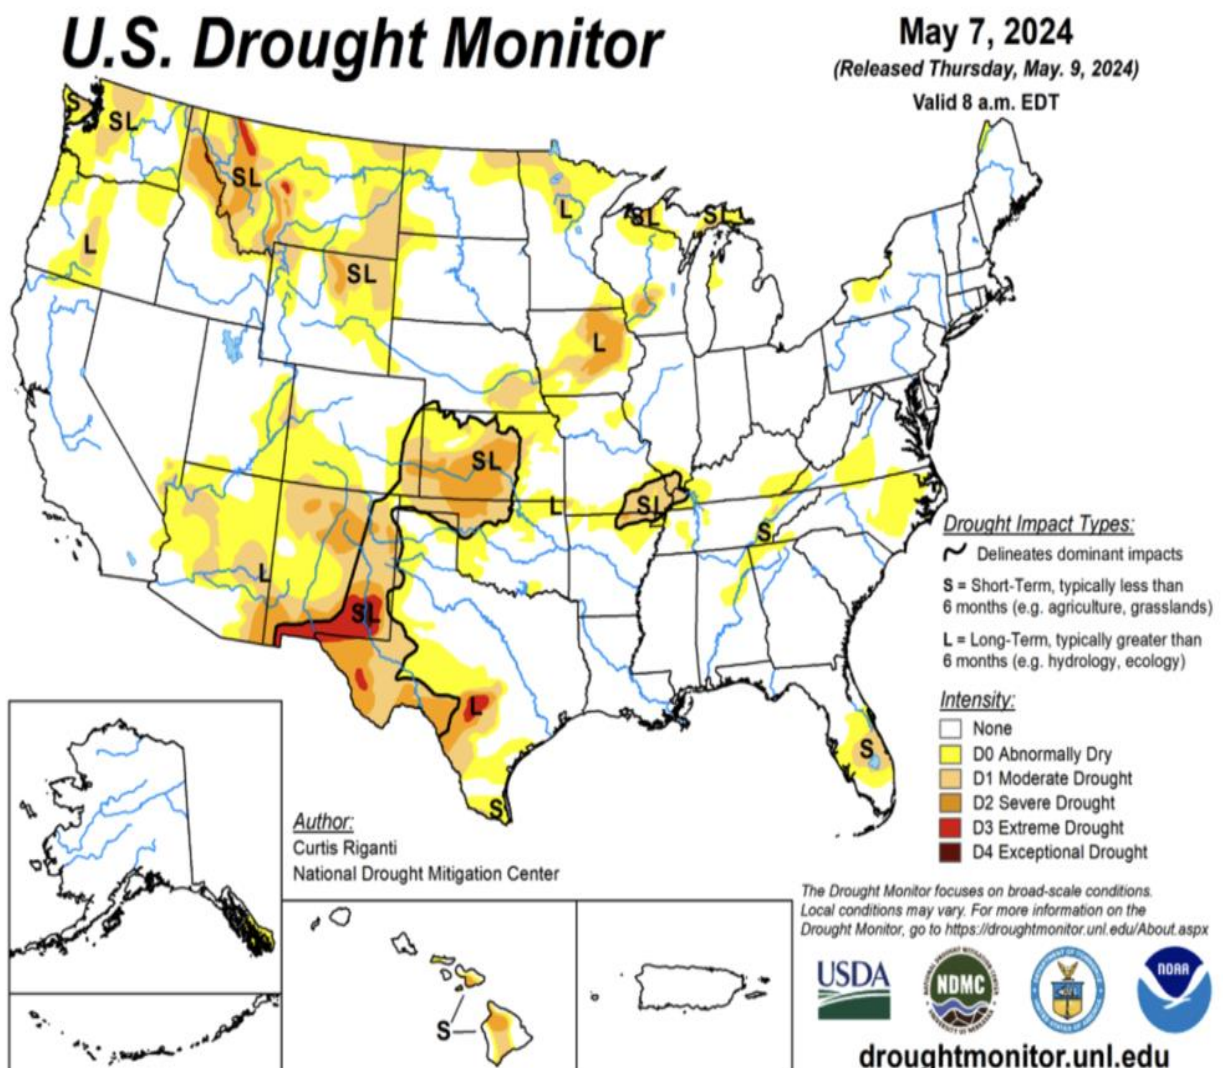 U.S. Drought Monitor
May 7, 2024
(Released Thursday, May. 9, 2024)
Valid 8 a.m. EDT
S
SL
SL
L
SL
L
SL
SL
L
SL
L
SL
S
L
SL
L
S
S
Drought Impact Types:
Delineates dominant impacts
S = Short-Term, typically less than
6 months (e.g. agriculture, grasslands)
L = Long-Term, typically greater than
6 months (e.g. hydrology, ecology)
Intensity:
None
D0 Abnormally Dry
D1 Moderate Drought
D2 Severe Drought
D3 Extreme Drought
D4 Exceptional Drought
Author:
Curtis Riganti
National Drought Mitigation Center
S
The Drought Monitor focuses on broad-scale conditions.
Local conditions may vary. For more information on the
Drought Monitor, go to https://droughtmonitor.unl.edu/About.aspx
USDA
NDMC
NOAA
droughtmonitor.unl.edu